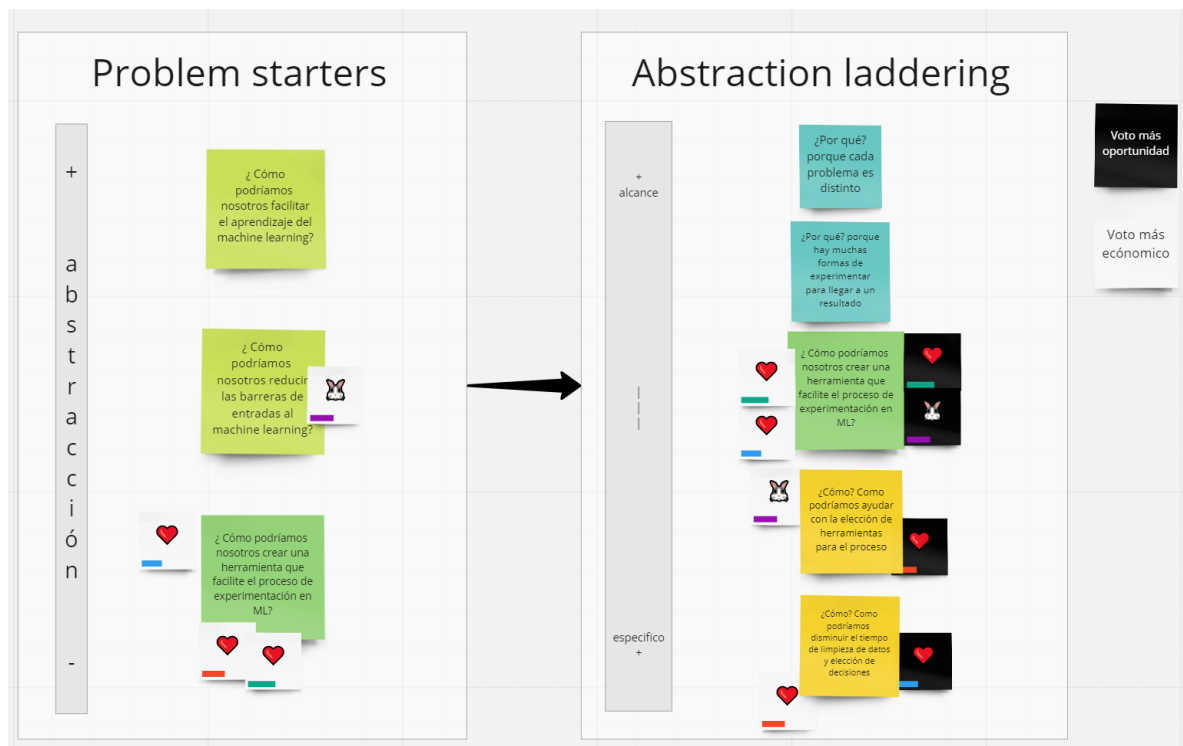 Problem starters
+
abstracción
-
¿ Cómo
podríamos
nosotros facilitar
el aprendizaje del
machine learning?
¿ Cómo
podríamos
nosotros reducir
las barreras de
entradas al
machine learning?
¿ Cómo podríamos
nosotros crear una
herramienta que
facilite el proceso de
experimentación en
ML?
Abstraction laddering
+
alcance
especifico
+
¿Por qué?
porque cada
problema es
distinto
¿Por qué? porque
hay muchas
formas de
experimentar
para llegar a un
resultado
¿ Cómo podríamos
nosotros crear una
herramienta que
facilite el proceso de
experimentación en
ML?
¿Cómo? Como
podríamos ayudar
con la elección de
herramientas
para el proceso
¿Cómo? Como
podríamos
disminuir el tiempo
de limpieza de datos
y elección de
decisiones
Voto más
oportunidad
Voto más
ecónomico